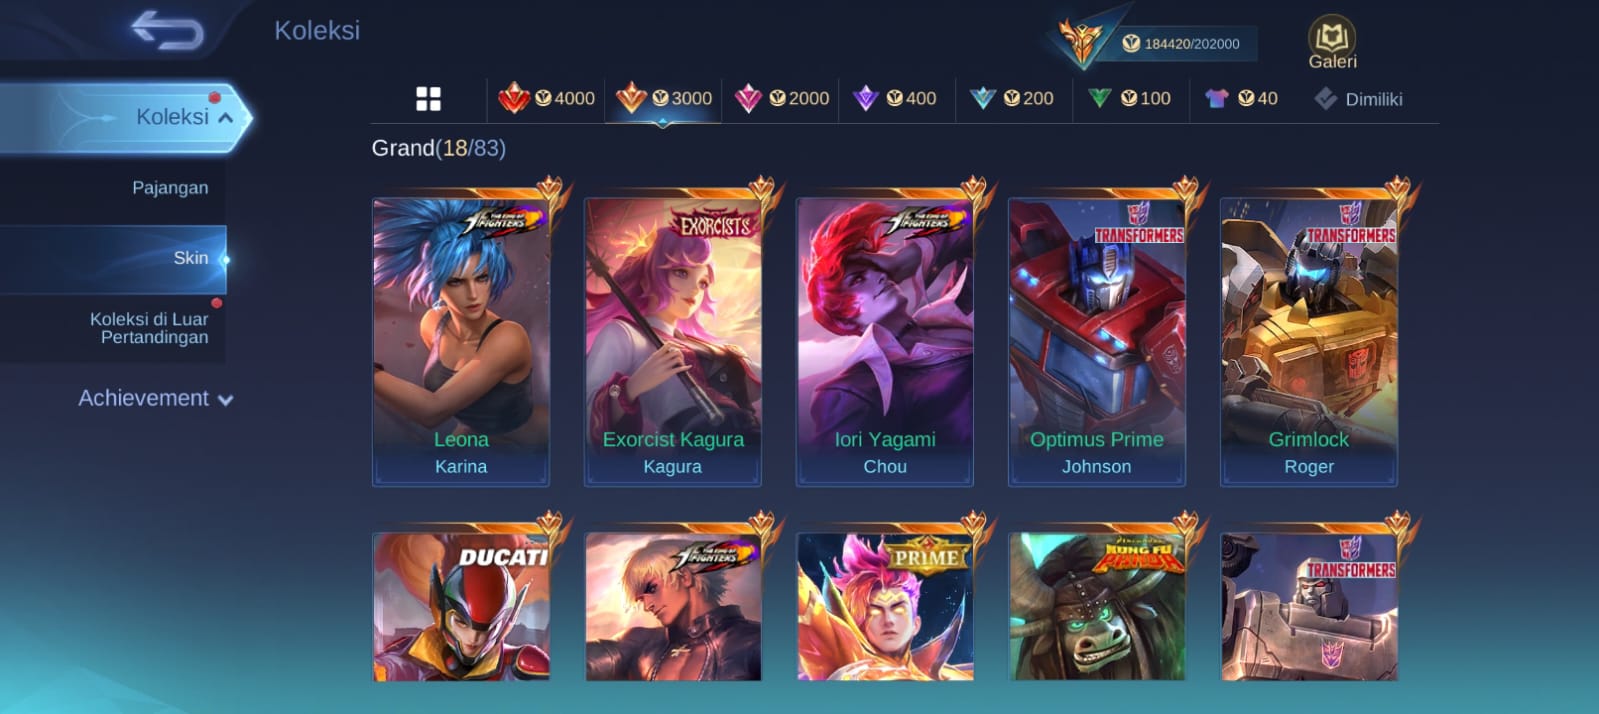 Koleksi
184420/202000
Galeri
4000
3000
2000
400
200
100
40
Dimiliki
Koleksi
Pajangan
Skin
Koleksi di Luar
Pertandingan
Achievement
Grand(18/83)
THE KING OF
FIGHTERS
EXORCISTS
THE KING OF
FIGHTERS
TRANSFORMERS
TRANSFORMERS
Leona
Karina
Exorcist Kagura
Kagura
Iori Yagami
Chou
Optimus Prime
Johnson
Grimlock
Roger
DUCATI
THE KING OF
FIGHTERS
PRIME
KUNG FU
PANDA
TRANSFORMERS